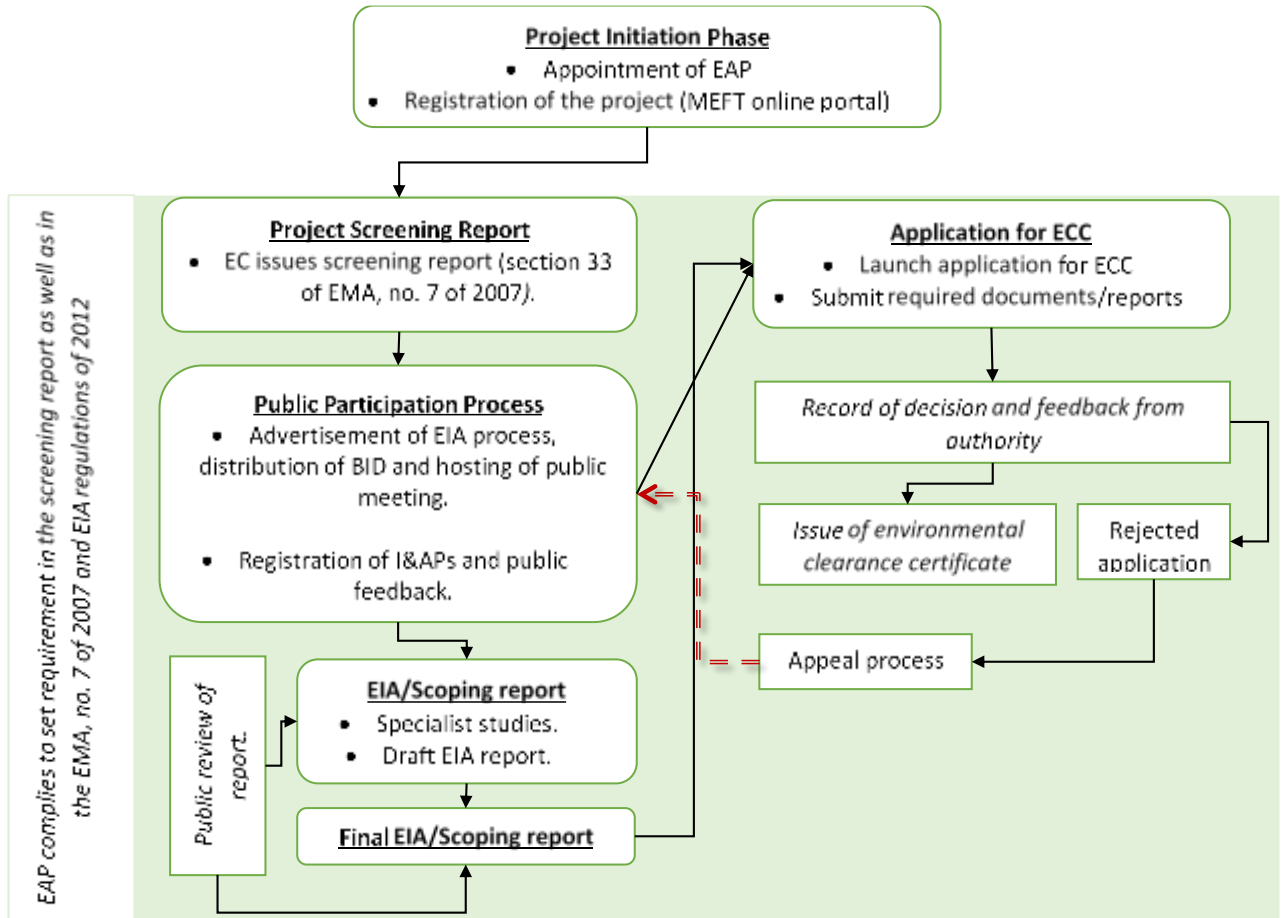 Project Initiation Phase
• Appointment of EAP
• Registration of the project (MEFT online portal)
EAP complies to set requirement in the screening report as well as in
the EMA, no. 7 of 2007 and EIA regulations of 2012
Project Screening Report
• EC issues screening report (section 33
of EMA, no. 7 of 2007).
Public Participation Process
• Advertisement of EIA process,
distribution of BID and hosting of public
meeting.
• Registration of I&APs and public
feedback.
Public review of
report.
EIA/Scoping report
• Specialist studies.
• Draft EIA report.
Final EIA/Scoping report
Application for ECC
• Launch application for ECC
• Submit required documents/reports
Record of decision and feedback from
authority
Issue of environmental
clearance certificate
Rejected
application
Appeal process